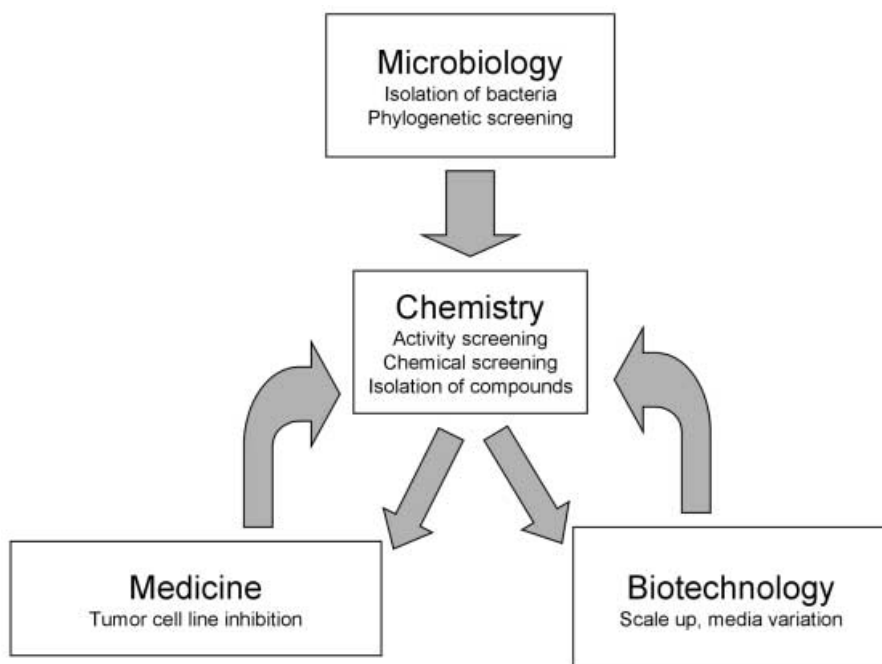 Microbiology
Isolation of bacteria
Phylogenetic screening
Chemistry
Activity screening
Chemical screening
Isolation of compounds
Medicine
Tumor cell line inhibition
Biotechnology
Scale up, media variation